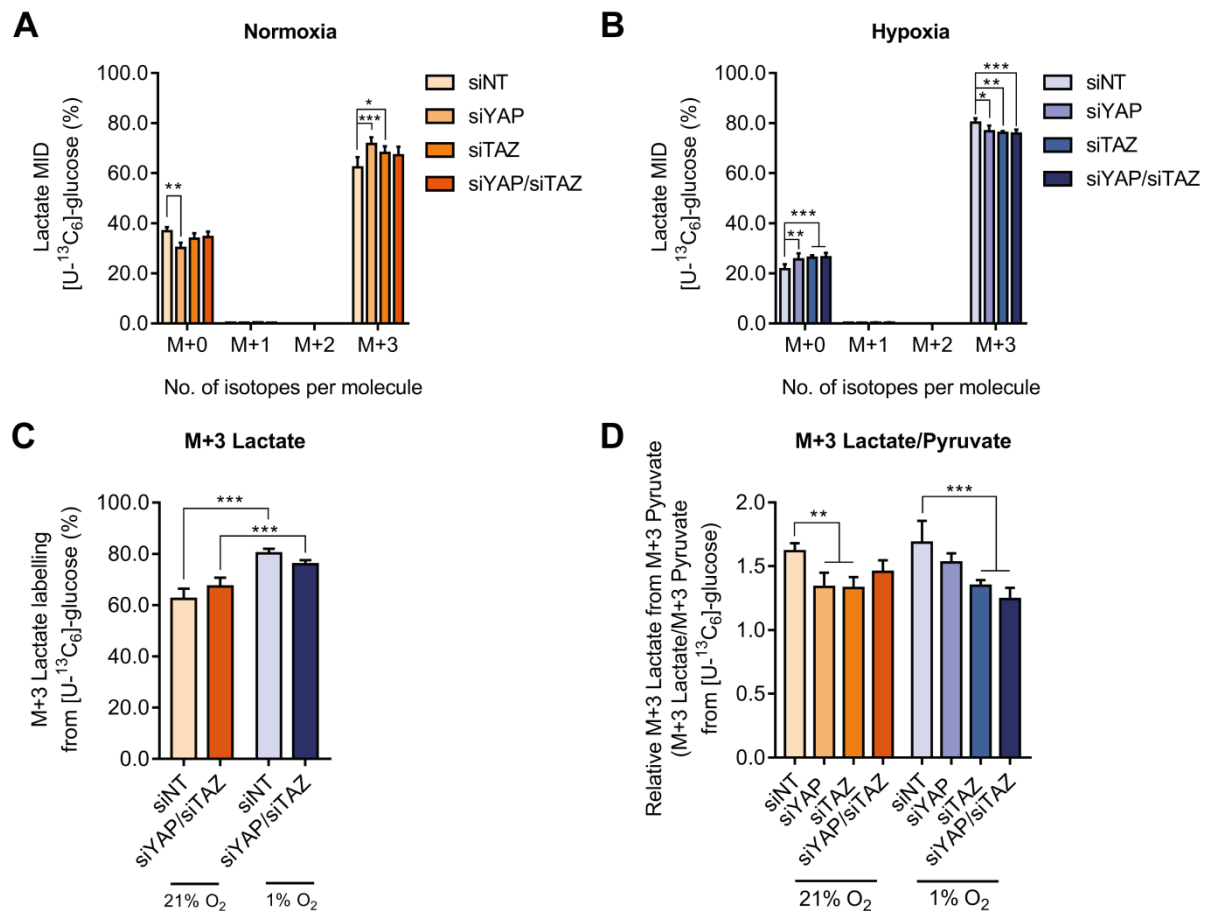 A
Normoxia
Lactate MID
[U-¹³C₆]-glucose (%)
100.0
80.0
60.0
40.0
20.0
0.0
**
*
***
M+0 M+1 M+2 M+3
No. of isotopes per molecule
siNT
siYAP
siTAZ
siYAP/siTAZ
B
Hypoxia
Lactate MID
[U-¹³C₆]-glucose (%)
100.0
80.0
60.0
40.0
20.0
0.0
***
**
***
**
*
M+0 M+1 M+2 M+3
No. of isotopes per molecule
siNT
siYAP
siTAZ
siYAP/siTAZ
C
M+3 Lactate
M+3 Lactate labelling
from [U-¹³C₆]-glucose (%)
100.0
80.0
60.0
40.0
20.0
0.0
***
***
siNT
siYAP/siTAZ
siNT
siYAP/siTAZ
21% O₂
1% O₂
D
M+3 Lactate/Pyruvate
Relative M+3 Lactate from M+3 Pyruvate
(M+3 Lactate/M+3 Pyruvate
from [U-¹³C₆]-glucose)
2.0
1.5
1.0
0.5
0.0
**
***
siNT
siYAP
siTAZ
siYAP/siTAZ
siNT
siYAP
siTAZ
siYAP/siTAZ
21% O₂
1% O₂